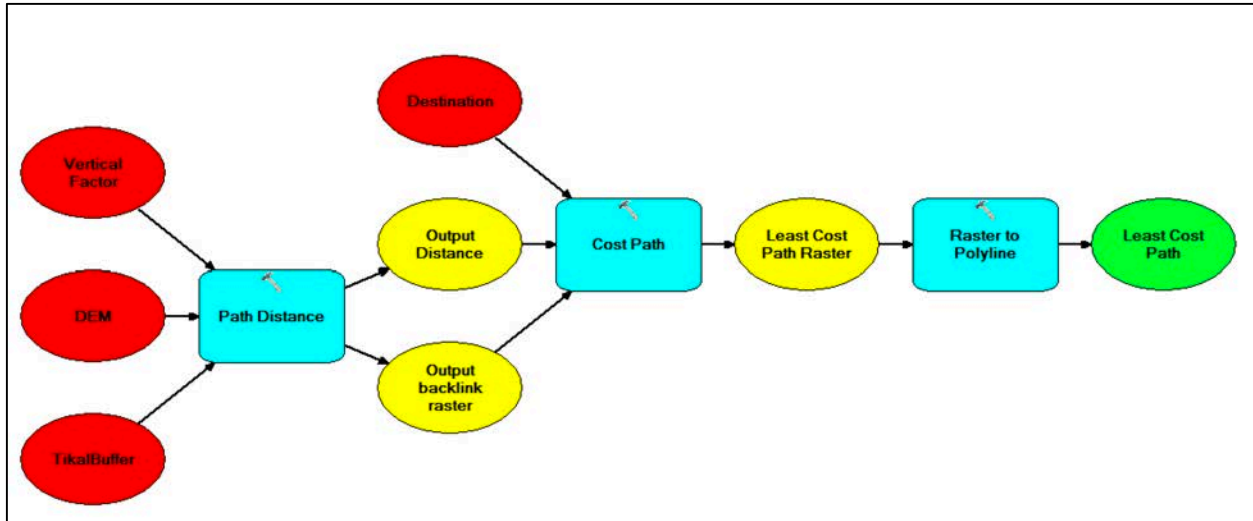 Destination
Vertical
Factor
Output
Distance
Cost Path
Least Cost
Path Raster
Raster to
Polyline
Least Cost
Path
DEM
Path Distance
Output
backlink
raster
TikalBuffer